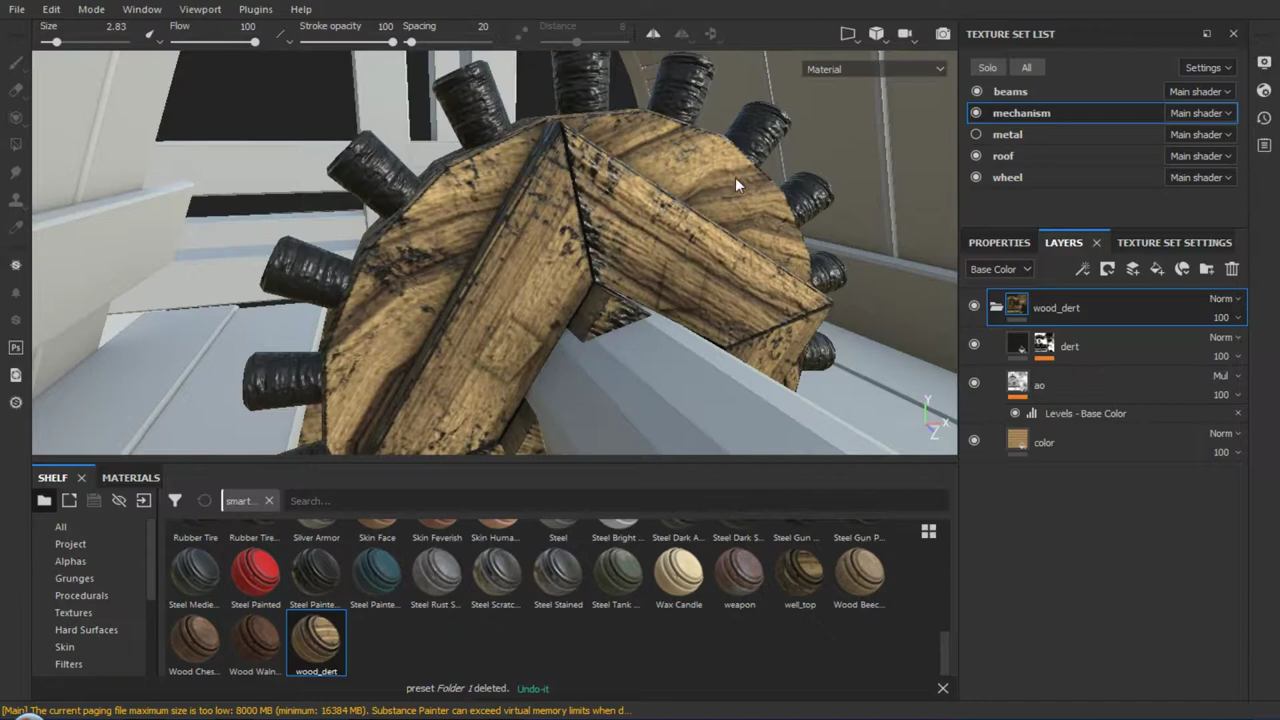 File Edit Mode Window Viewport Plugins Help
Size 2.83 Flow 100 Stroke opacity 100 Spacing 20 Distance 8
Material
TEXTURE SET LIST
Solo All Settings
beams Main shader
mechanism Main shader
metal Main shader
roof Main shader
wheel Main shader
PROPERTIES LAYERS TEXTURE SET SETTINGS
Base Color
wood_dert Norm 100
dert Norm 100
ao Mul 100
Levels - Base Color
color Norm 100
Y
X
Z
SHELF MATERIALS
smart... Search...
All
Project
Alphas
Grunges
Procedurals
Textures
Hard Surfaces
Skin
Filters
Rubber Tire Rubber Tire... Silver Armor Skin Face Skin Feverish Skin Huma... Steel Steel Bright ... Steel Dark A... Steel Dark S... Steel Gun ... Steel Gun P...
Steel Medie... Steel Painted Steel Painte... Steel Painte... Steel Rust S... Steel Scratc... Steel Stained Steel Tank ... Wax Candle weapon well_top Wood Beec...
Wood Ches... Wood Waln... wood_dert
preset Folder 1 deleted. Undo-it
[Main] The current paging file maximum size is too low: 8000 MB (minimum: 16384 MB). Substance Painter can exceed virtual memory limits when d...
Ps